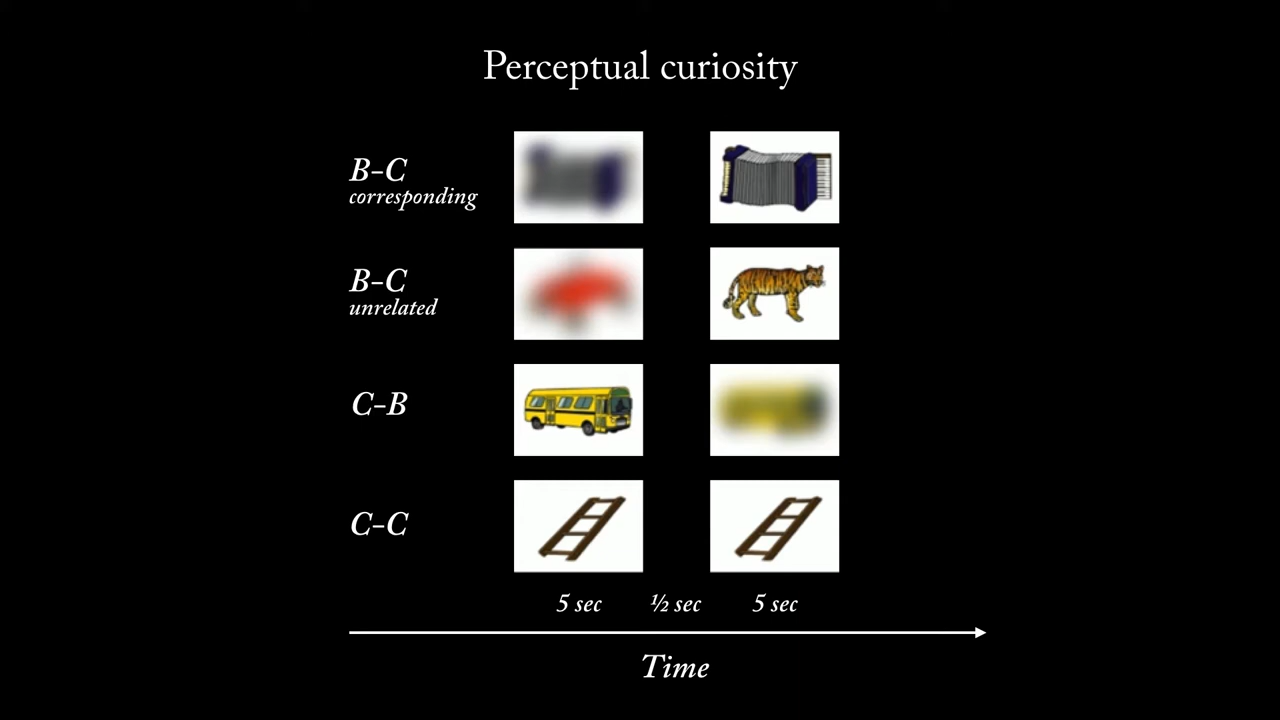 Perceptual curiosity
B-C
corresponding
B-C
unrelated
C-B
C-C
5 sec ½ sec 5 sec
Time